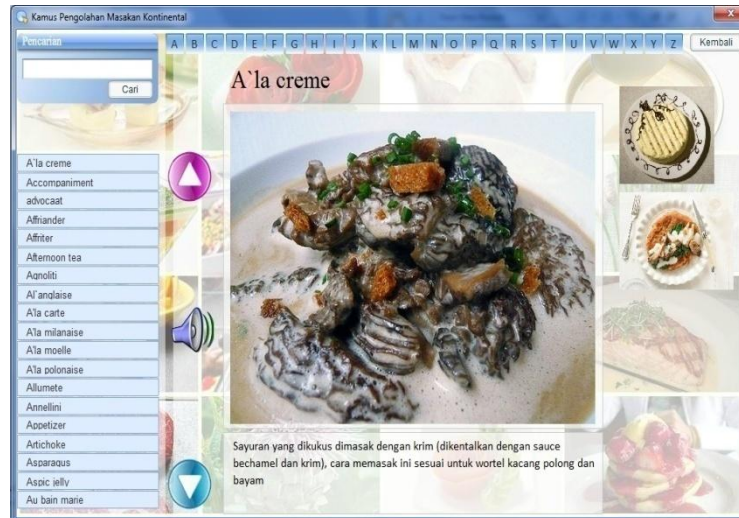 Kamus Pengolahan Masakan Kontinental
Pencarian
A B C D E F G H I J K L M N O P Q R S T U V W X Y Z
Kembali
Cari
A`la creme
A`la creme
Accompaniment
advocaat
Affriander
Affriter
Afternoon tea
Agnoliti
Al`anglaise
A'la carte
A'la milanaise
A'la moelle
A'la polonaise
Allumete
Annellini
Appetizer
Artichoke
Asparagus
Aspic jelly
Au bain marie
Sayuran yang dikukus dimasak dengan krim (dikentalkan dengan sauce
bechamel dan krim), cara memasak ini sesuai untuk wortel kacang polong dan
bayam